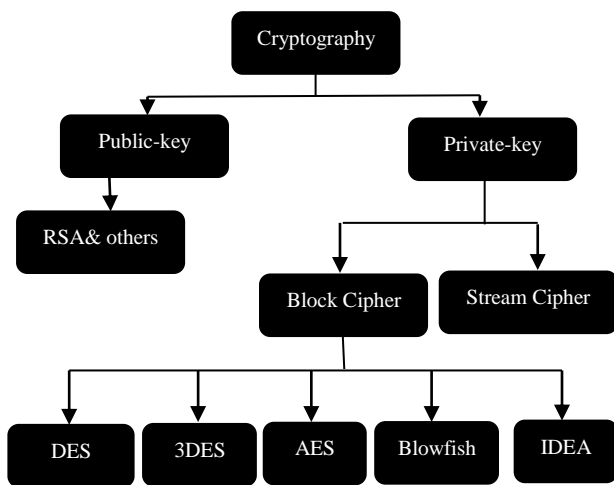 Cryptography
Public-key
Private-key
RSA& others
Block Cipher
Stream Cipher
DES
3DES
AES
Blowfish
IDEA